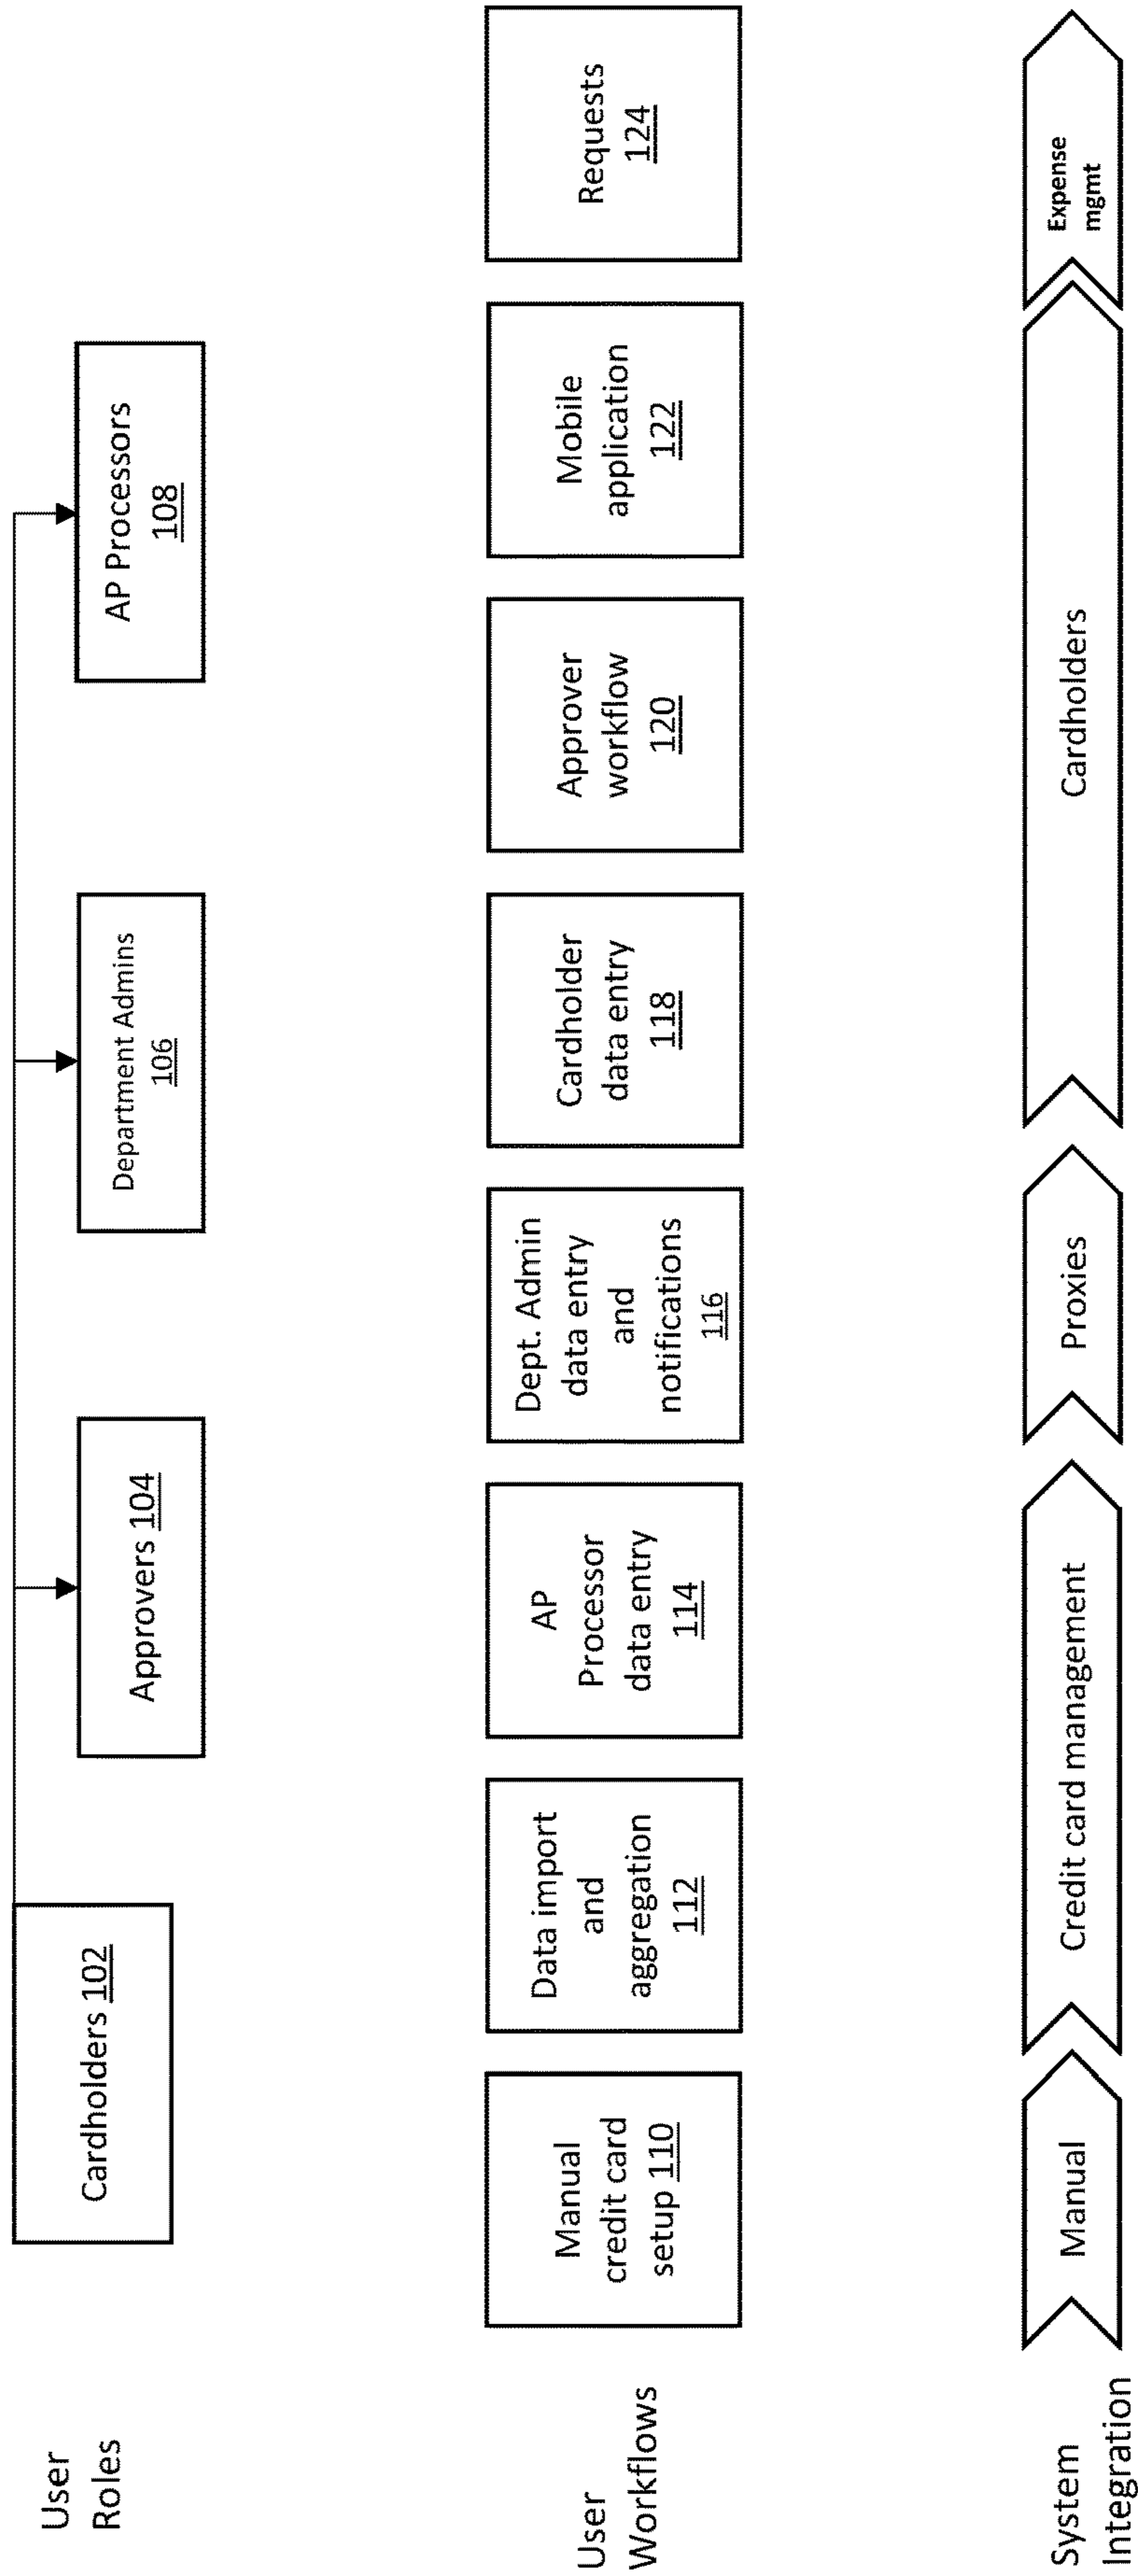 User
Roles
Cardholders 102
Approvers 104
Department Admins
106
AP Processors
108
User
Workflows
Manual
credit card
setup 110
Data import
and
aggregation
112
AP
Processor
data entry
114
Dept. Admin
data entry
and
notifications
116
Cardholder
data entry
118
Approver
workflow
120
Mobile
application
122
Requests
124
System
Integration
Manual
Credit card management
Proxies
Cardholders
Expense
mgmt